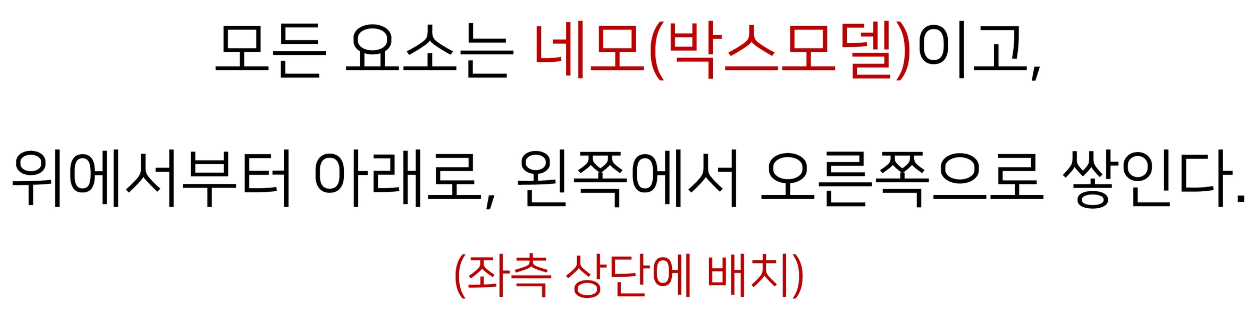 모든 요소는 네모(박스모델)이고,
위에서부터 아래로, 왼쪽에서 오른쪽으로 쌓인다.
(좌측 상단에 배치)